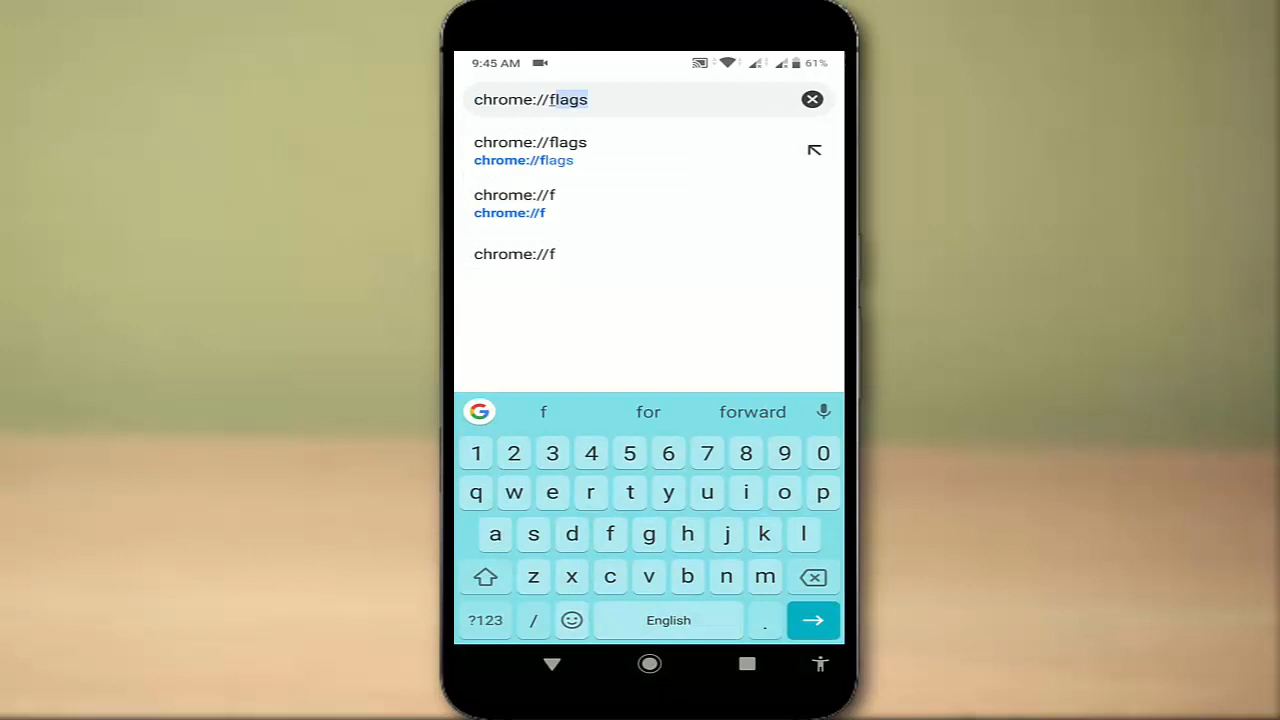 9:45 AM 61%
chrome://flags
chrome://flags
chrome://flags
chrome://f
chrome://f
chrome://f
G f for forward
1 2 3 4 5 6 7 8 9 0
q w e r t y u i o p
a s d f g h j k l
z x c v b n m
?123 / English .